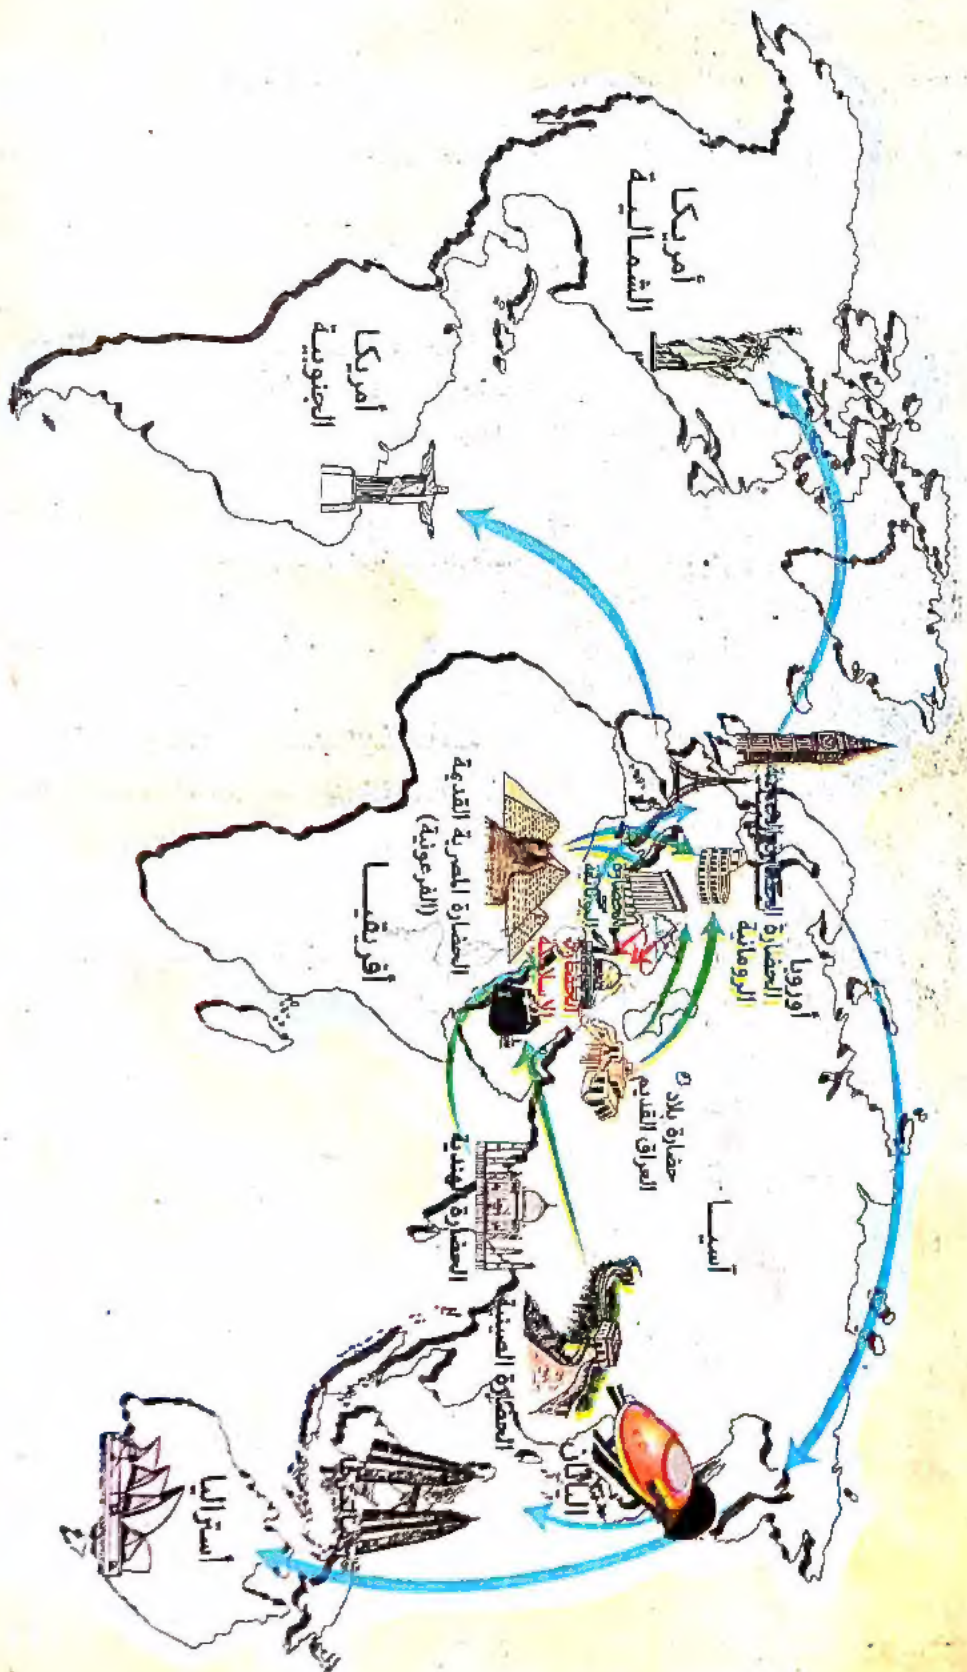 أمريكا
الشمالية
أمريكا
الجنوبية
أوروبا
الحضارة
الرومانية
الحضارة
اليونانية
الحضارة المصرية القديمة
(الفرعونية)
أفريقيا
الحضارة
الإسلامية
حضارة بلاد
العراق القديم
آسيا
الحضارة الهندية
الحضارة الصينية
اليابان
أستراليا